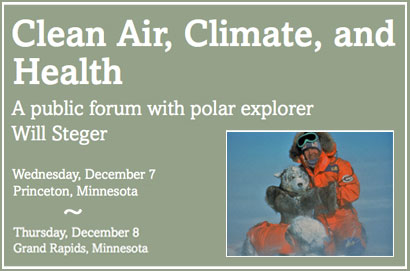 Clean Air, Climate, and
Health
A public forum with polar explorer
Will Steger
Wednesday, December 7
Princeton, Minnesota
~
Thursday, December 8
Grand Rapids, Minnesota